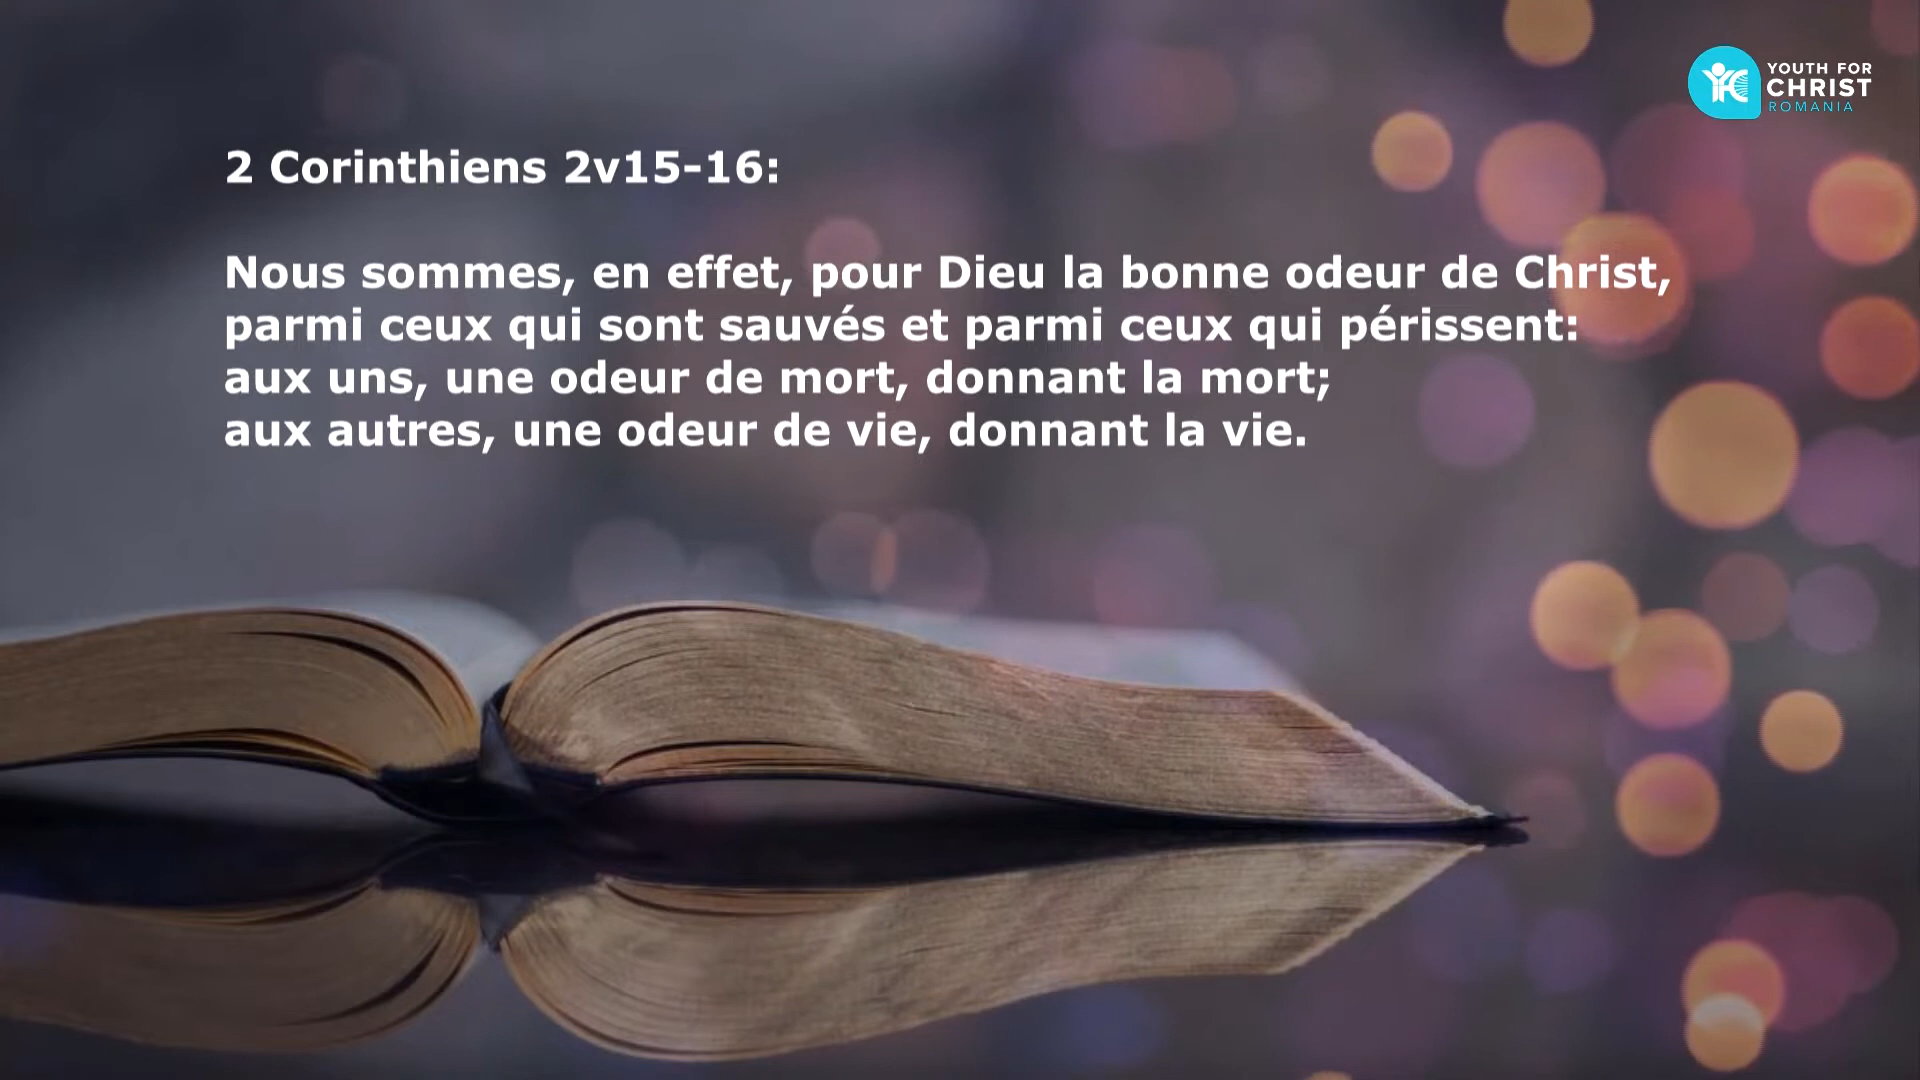 YOUTH FOR
CHRIST
ROMANIA
2 Corinthiens 2v15-16:
Nous sommes, en effet, pour Dieu la bonne odeur de Christ,
parmi ceux qui sont sauvés et parmi ceux qui périssent:
aux uns, une odeur de mort, donnant la mort;
aux autres, une odeur de vie, donnant la vie.